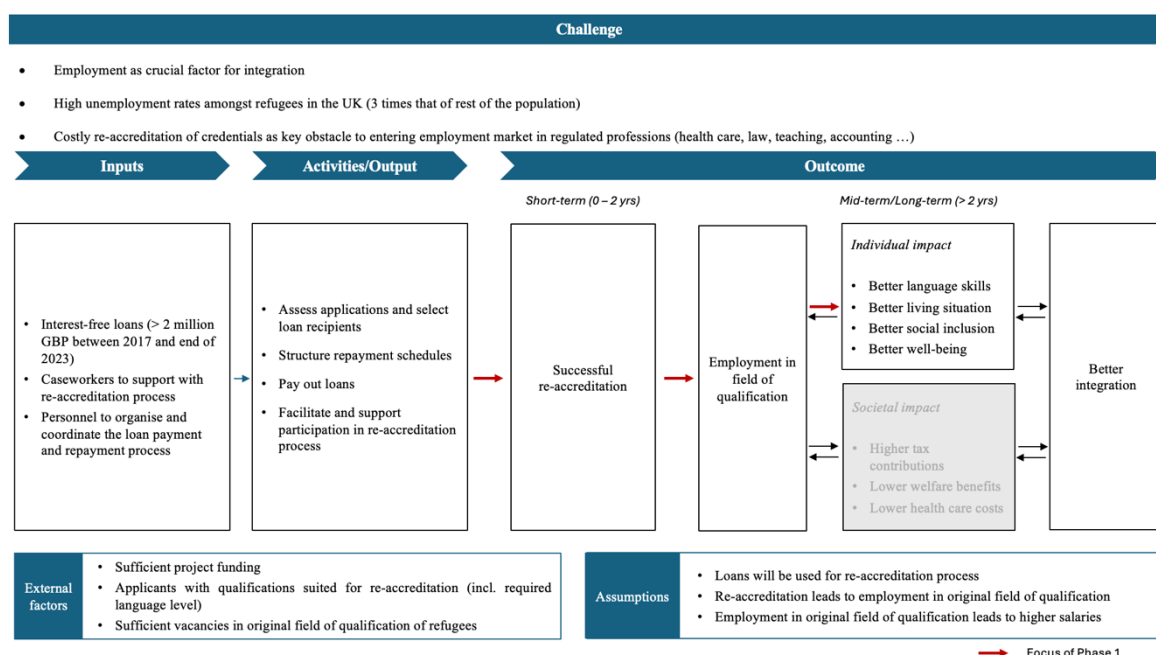 Challenge
• Employment as crucial factor for integration
• High unemployment rates amongst refugees in the UK (3 times that of rest of the population)
• Costly re-accreditation of credentials as key obstacle to entering employment market in regulated professions (health care, law, teaching, accounting …)
Inputs
Activities/Output
Outcome
Short-term (0 – 2 yrs)
Mid-term/Long-term (> 2 yrs)
• Interest-free loans (> 2 million
GBP between 2017 and end of
2023)
• Caseworkers to support with
re-accreditation process
• Personnel to organise and
coordinate the loan payment
and repayment process
• Assess applications and select
loan recipients
• Structure repayment schedules
• Pay out loans
• Facilitate and support
participation in re-accreditation
process
Successful
re-accreditation
Employment in
field of
qualification
Individual impact
• Better language skills
• Better living situation
• Better social inclusion
• Better well-being
Societal impact
• Higher tax
contributions
• Lower welfare benefits
• Lower health care costs
Better
integration
External
factors
• Sufficient project funding
• Applicants with qualifications suited for re-accreditation (incl. required
language level)
• Sufficient vacancies in original field of qualification of refugees
Assumptions
• Loans will be used for re-accreditation process
• Re-accreditation leads to employment in original field of qualification
• Employment in original field of qualification leads to higher salaries
Focus of Phase 1